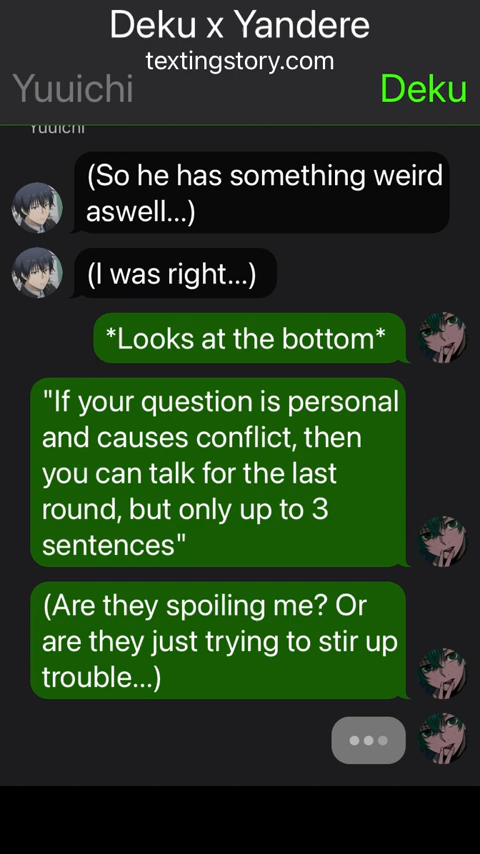 Deku x Yandere
textingstory.com
Yuuichi
Deku
Yuuichi
(So he has something weird
aswell...)
(I was right...)
*Looks at the bottom*
"If your question is personal
and causes conflict, then
you can talk for the last
round, but only up to 3
sentences"
(Are they spoiling me? Or
are they just trying to stir up
trouble...)